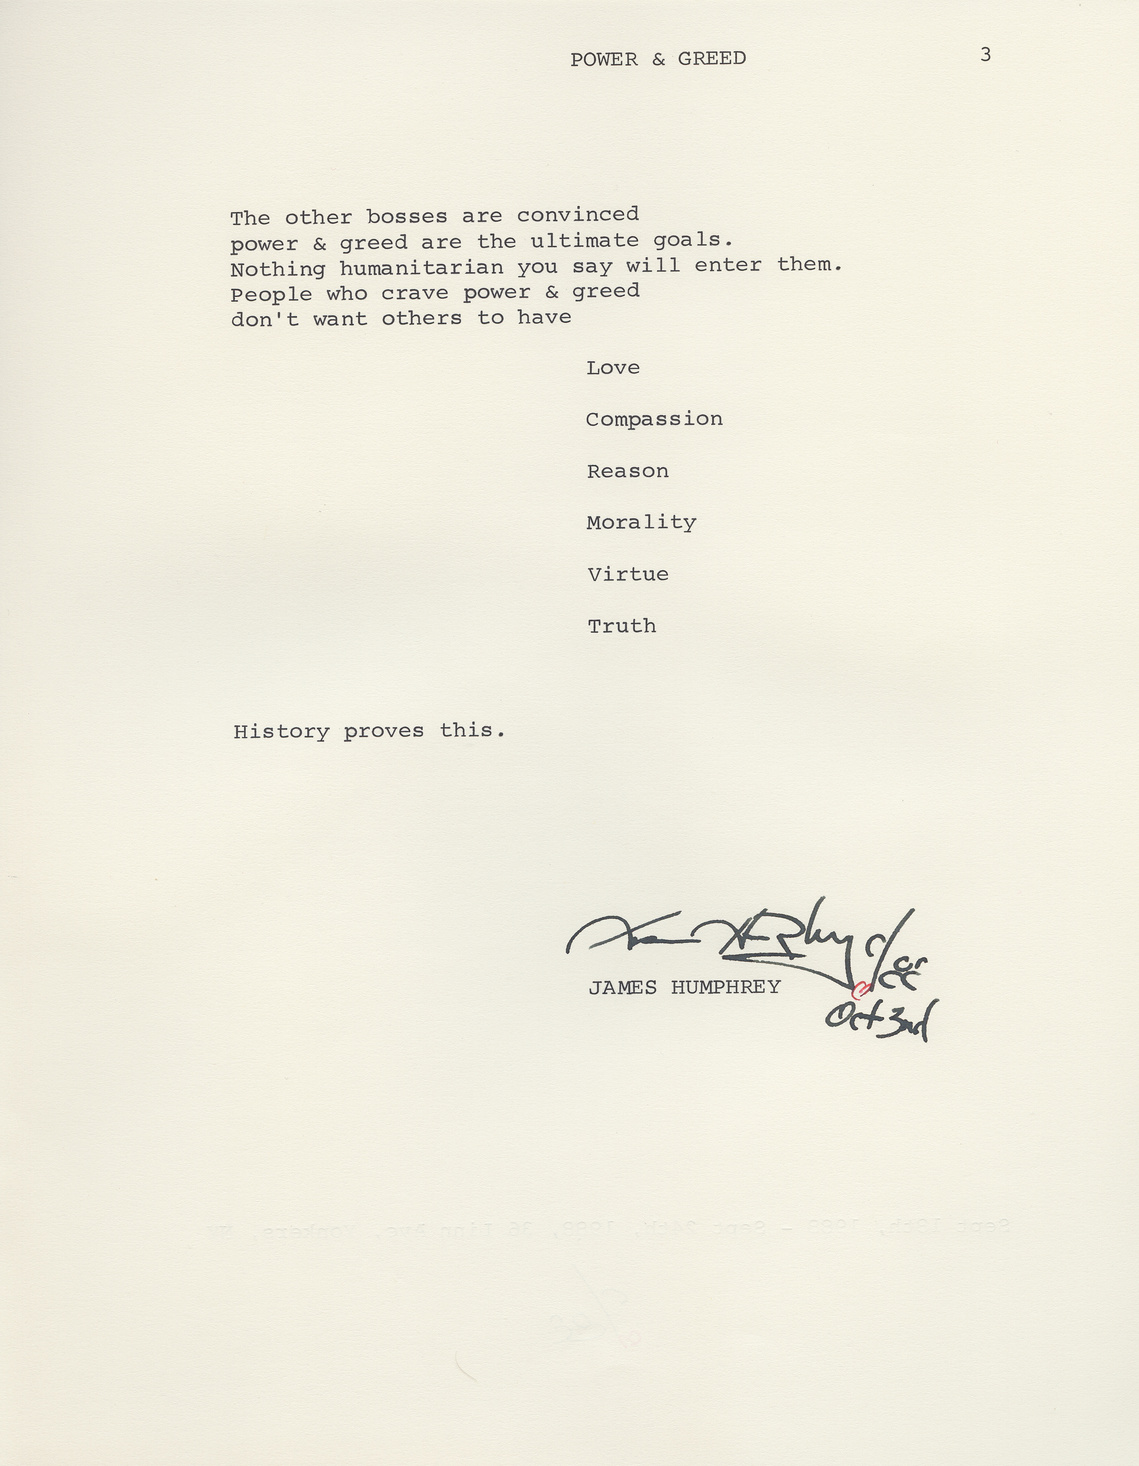 POWER & GREED 3
The other bosses are convinced
power & greed are the ultimate goals.
Nothing humanitarian you say will enter them.
People who crave power & greed
don't want others to have
Love
Compassion
Reason
Morality
Virtue
Truth
History proves this.
James Humphrey
JAMES HUMPHREY
Oct 3rd